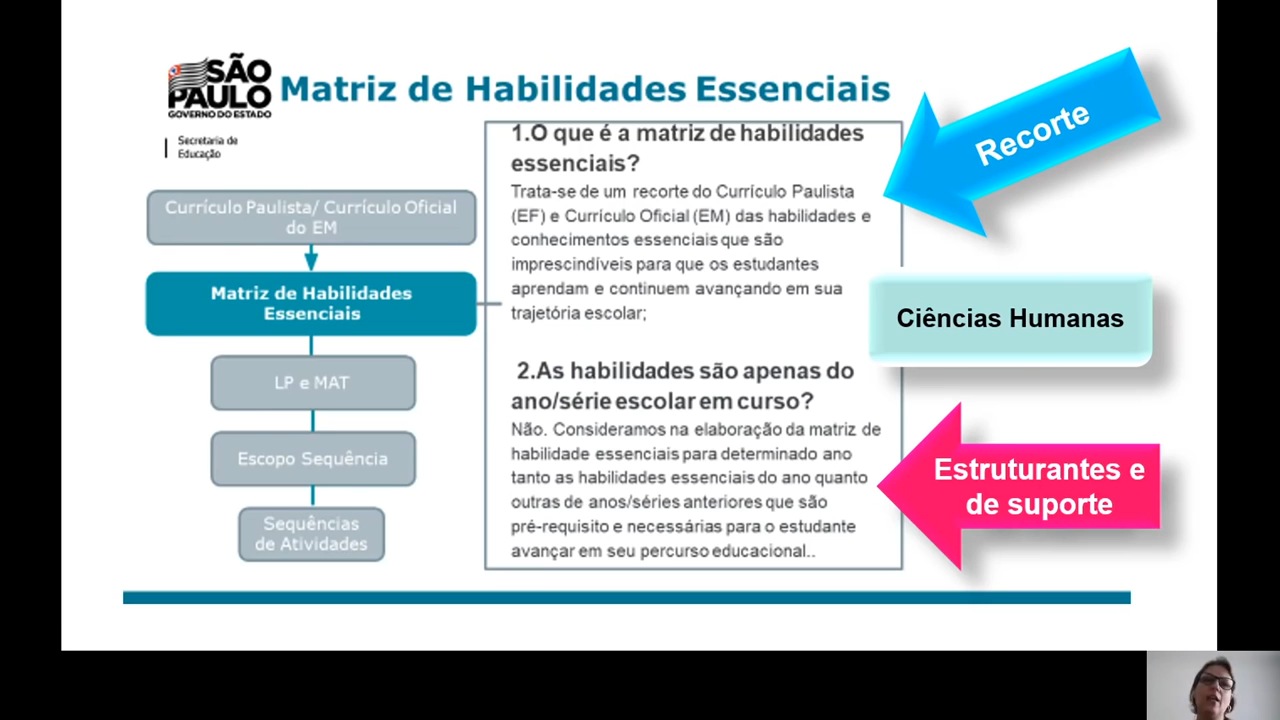 SÃO
PAULO
GOVERNO DO ESTADO
Secretaria de
Educação
Matriz de Habilidades Essenciais
Currículo Paulista/ Currículo Oficial
do EM
Matriz de Habilidades
Essenciais
LP e MAT
Escopo Sequência
Sequências
de Atividades
1.O que é a matriz de habilidades
essenciais?
Trata-se de um recorte do Currículo Paulista
(EF) e Currículo Oficial (EM) das habilidades e
conhecimentos essenciais que são
imprescindíveis para que os estudantes
aprendam e continuem avançando em sua
trajetória escolar;
2.As habilidades são apenas do
ano/série escolar em curso?
Não. Consideramos na elaboração da matriz de
habilidade essenciais para determinado ano
tanto as habilidades essenciais do ano quanto
outras de anos/séries anteriores que são
pré-requisito e necessárias para o estudante
avançar em seu percurso educacional..
Recorte
Ciências Humanas
Estruturantes e
de suporte